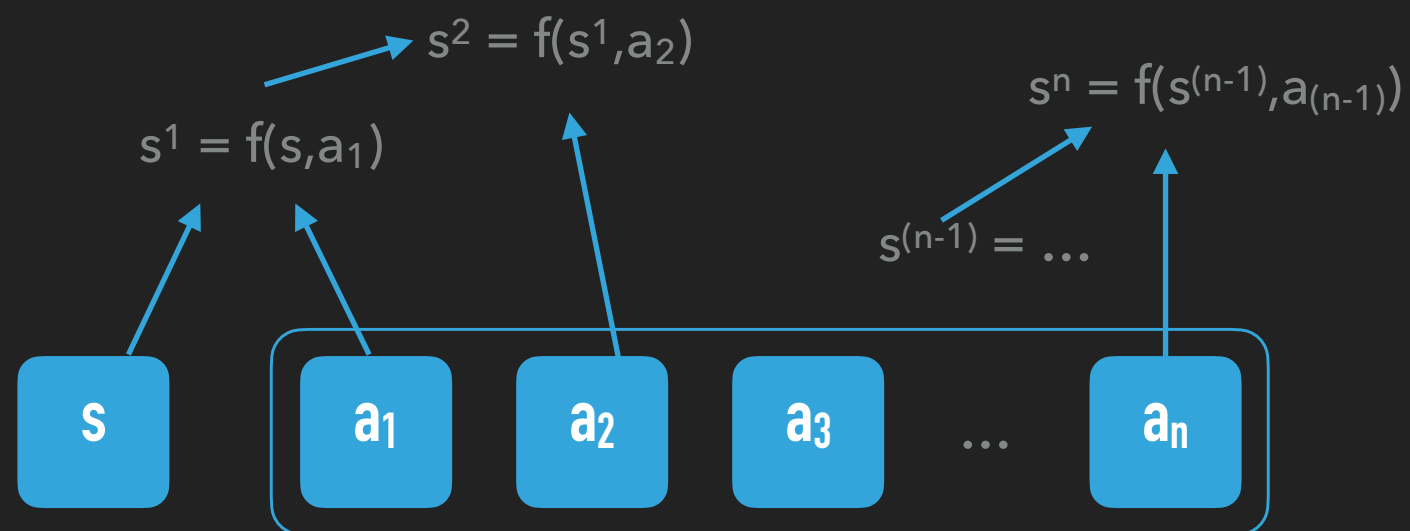 s² = f(s¹,a₂)
sⁿ = f(s⁽ⁿ⁻¹⁾,a₍ₙ₋₁₎)
s¹ = f(s,a₁)
s⁽ⁿ⁻¹⁾ = ...
s a₁ a₂ a₃ ... aₙ